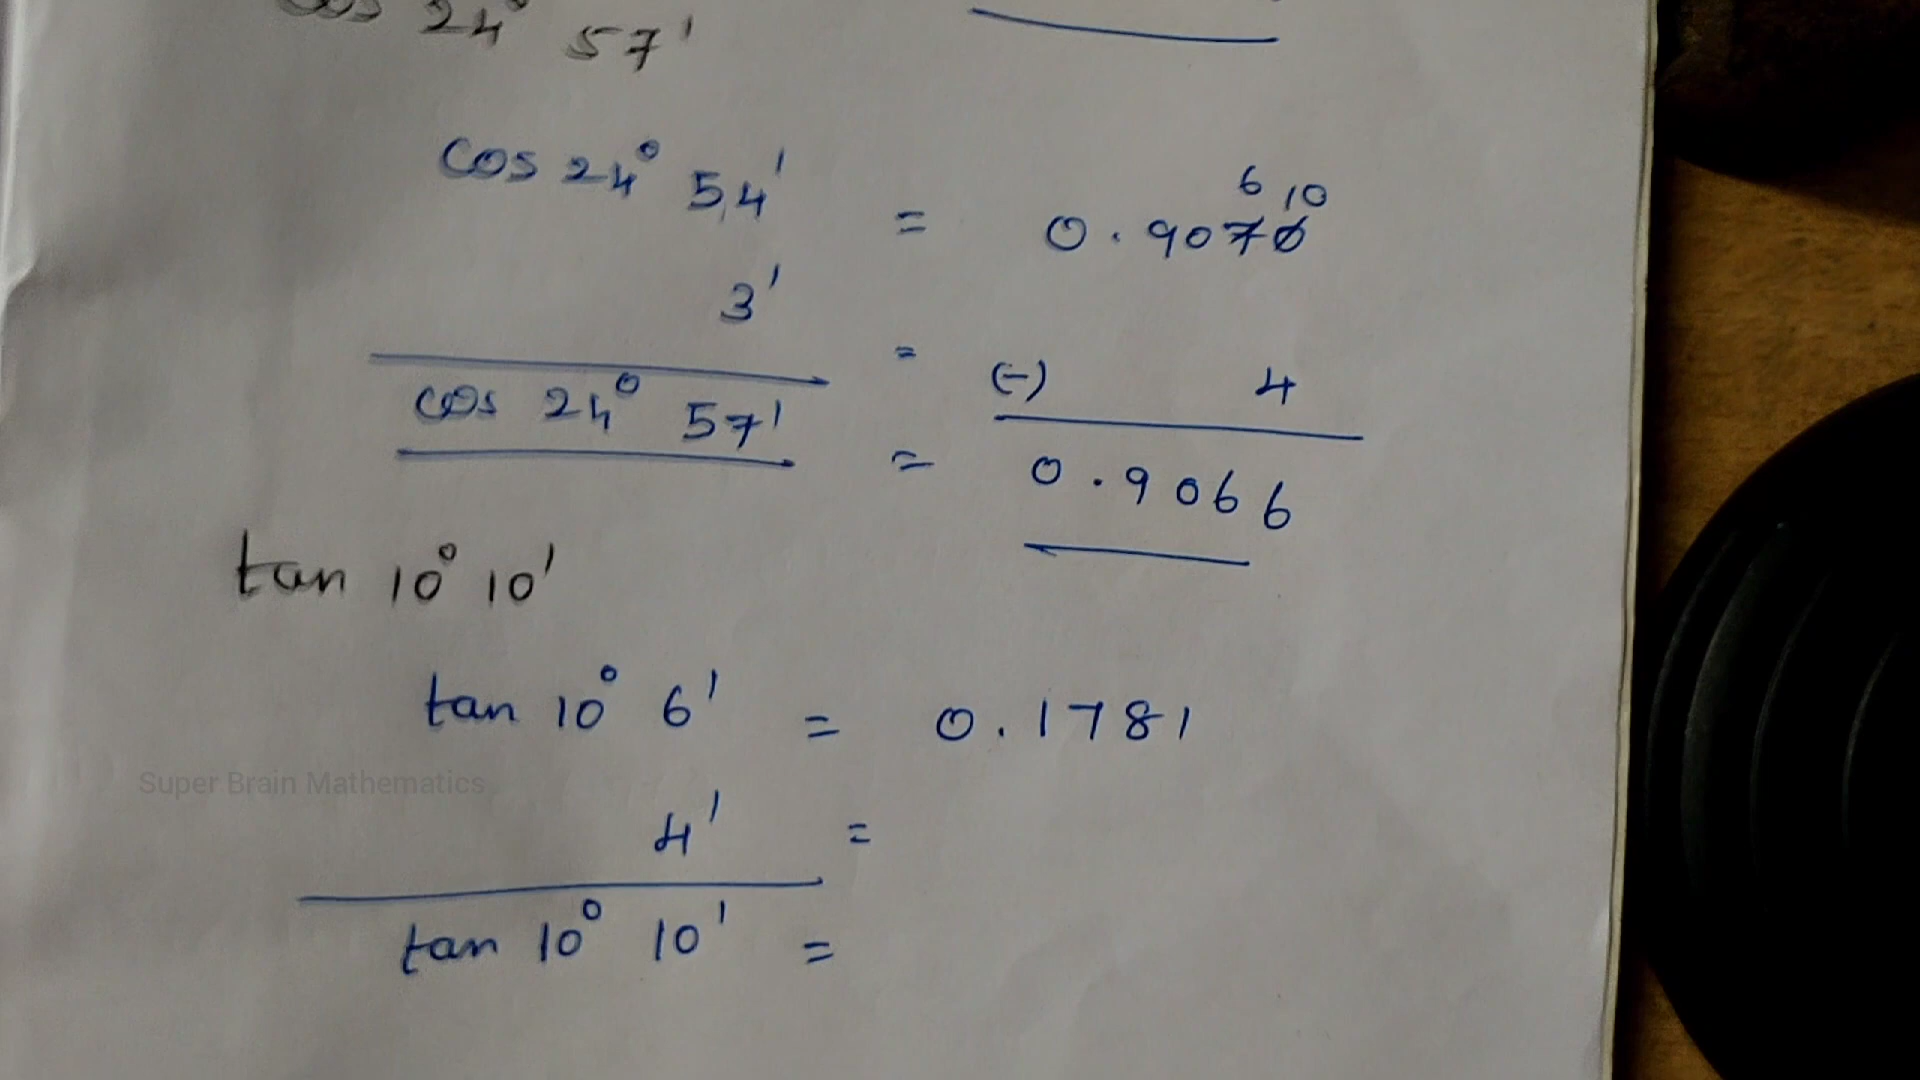 cos 24° 57'
cos 24° 54' = 0.9070
6 10
3' = (-) 4
cos 24° 57' = 0.9066
tan 10° 10'
tan 10° 6' = 0.1781
Super Brain Mathematics
4' =
tan 10° 10' =